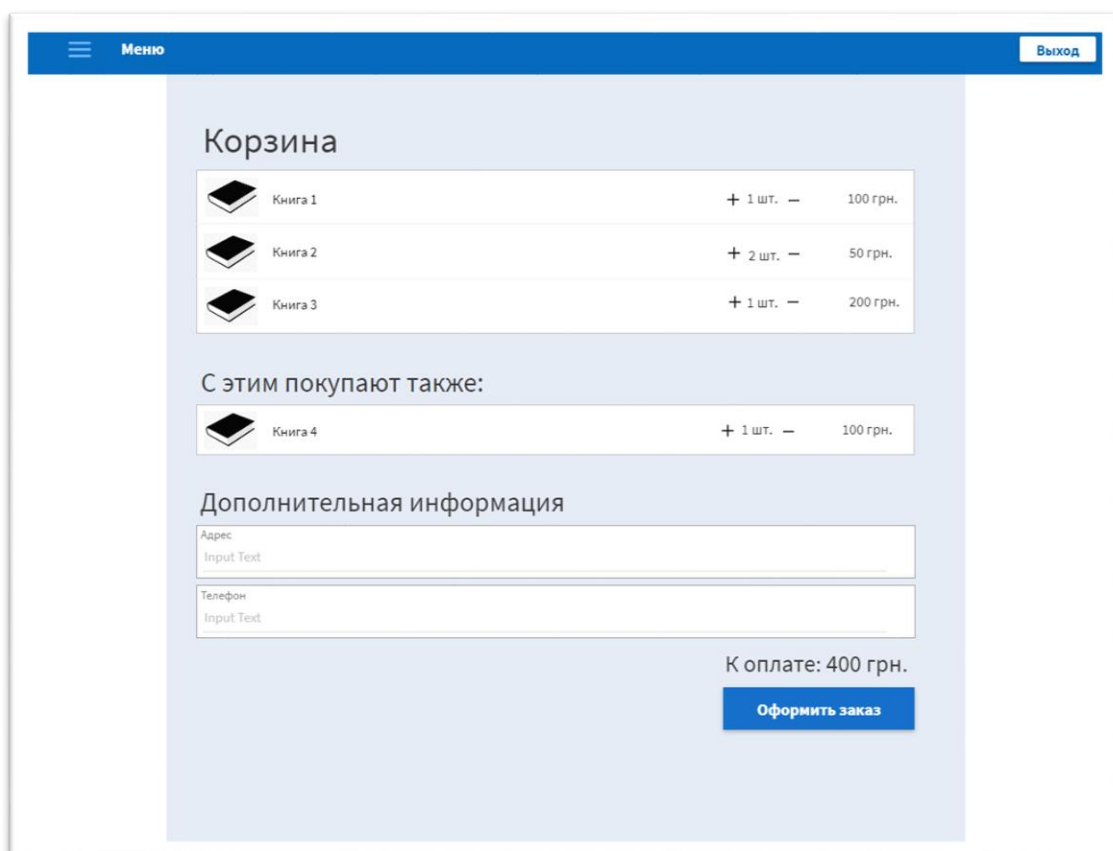 Меню Выход
Корзина
Книга 1 + 1 шт. − 100 грн.
Книга 2 + 2 шт. − 50 грн.
Книга 3 + 1 шт. − 200 грн.
С этим покупают также:
Книга 4 + 1 шт. − 100 грн.
Дополнительная информация
Адрес
Input Text
Телефон
Input Text
К оплате: 400 грн.
Оформить заказ